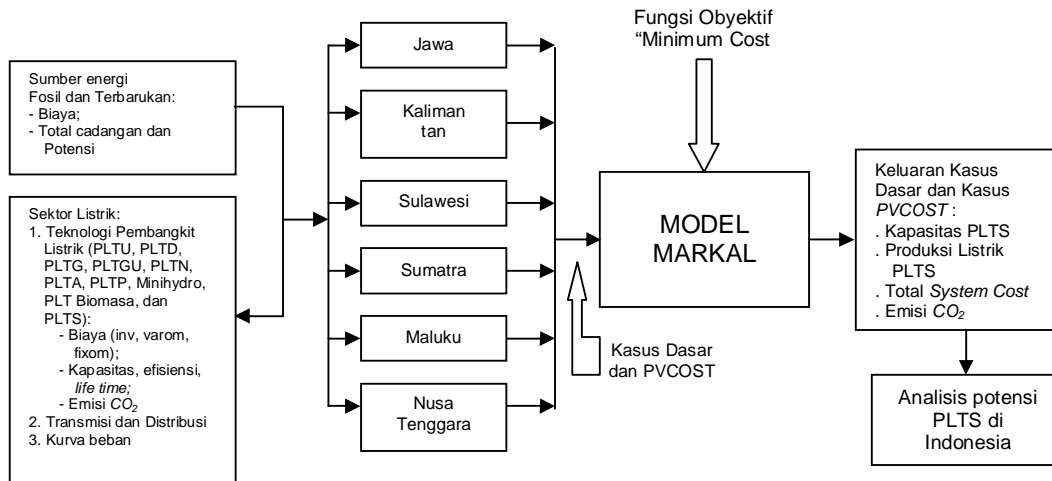 Sumber energi
Fosil dan Terbarukan:
- Biaya;
- Total cadangan dan
Potensi
Sektor Listrik:
1. Teknologi Pembangkit
Listrik (PLTU, PLTD,
PLTG, PLTGU, PLTN,
PLTA, PLTP, Minihydro,
PLT Biomasa, dan
PLTS):
- Biaya (inv, varom,
fixom);
- Kapasitas, efisiensi,
life time;
- Emisi CO2
2. Transmisi dan Distribusi
3. Kurva beban
Jawa
Kaliman
tan
Sulawesi
Sumatra
Maluku
Nusa
Tenggara
Fungsi Obyektif
“Minimum Cost
MODEL
MARKAL
Kasus Dasar
dan PVCOST
Keluaran Kasus
Dasar dan Kasus
PVCOST :
. Kapasitas PLTS
. Produksi Listrik
PLTS
. Total System Cost
. Emisi CO2
Analisis potensi
PLTS di
Indonesia